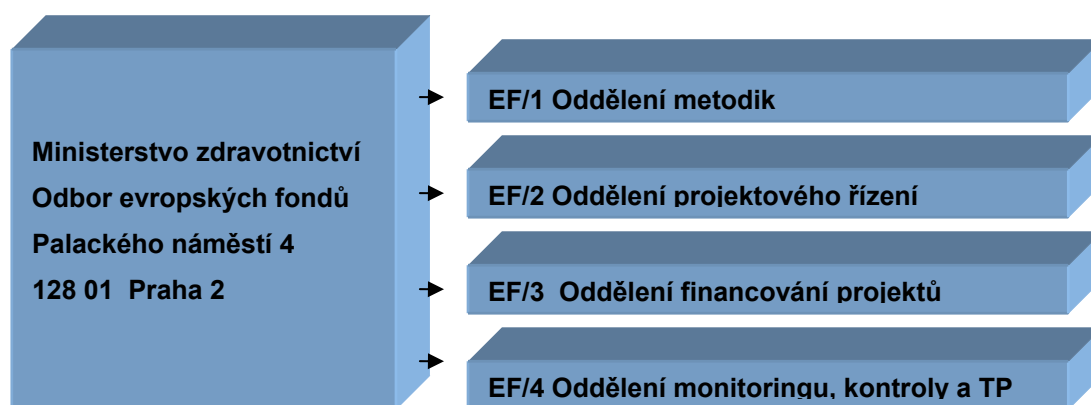 Ministerstvo zdravotnictví
Odbor evropských fondů
Palackého náměstí 4
128 01  Praha 2
EF/1 Oddělení metodik
EF/2 Oddělení projektového řízení
EF/3  Oddělení financování projektů
EF/4 Oddělení monitoringu, kontroly a TP